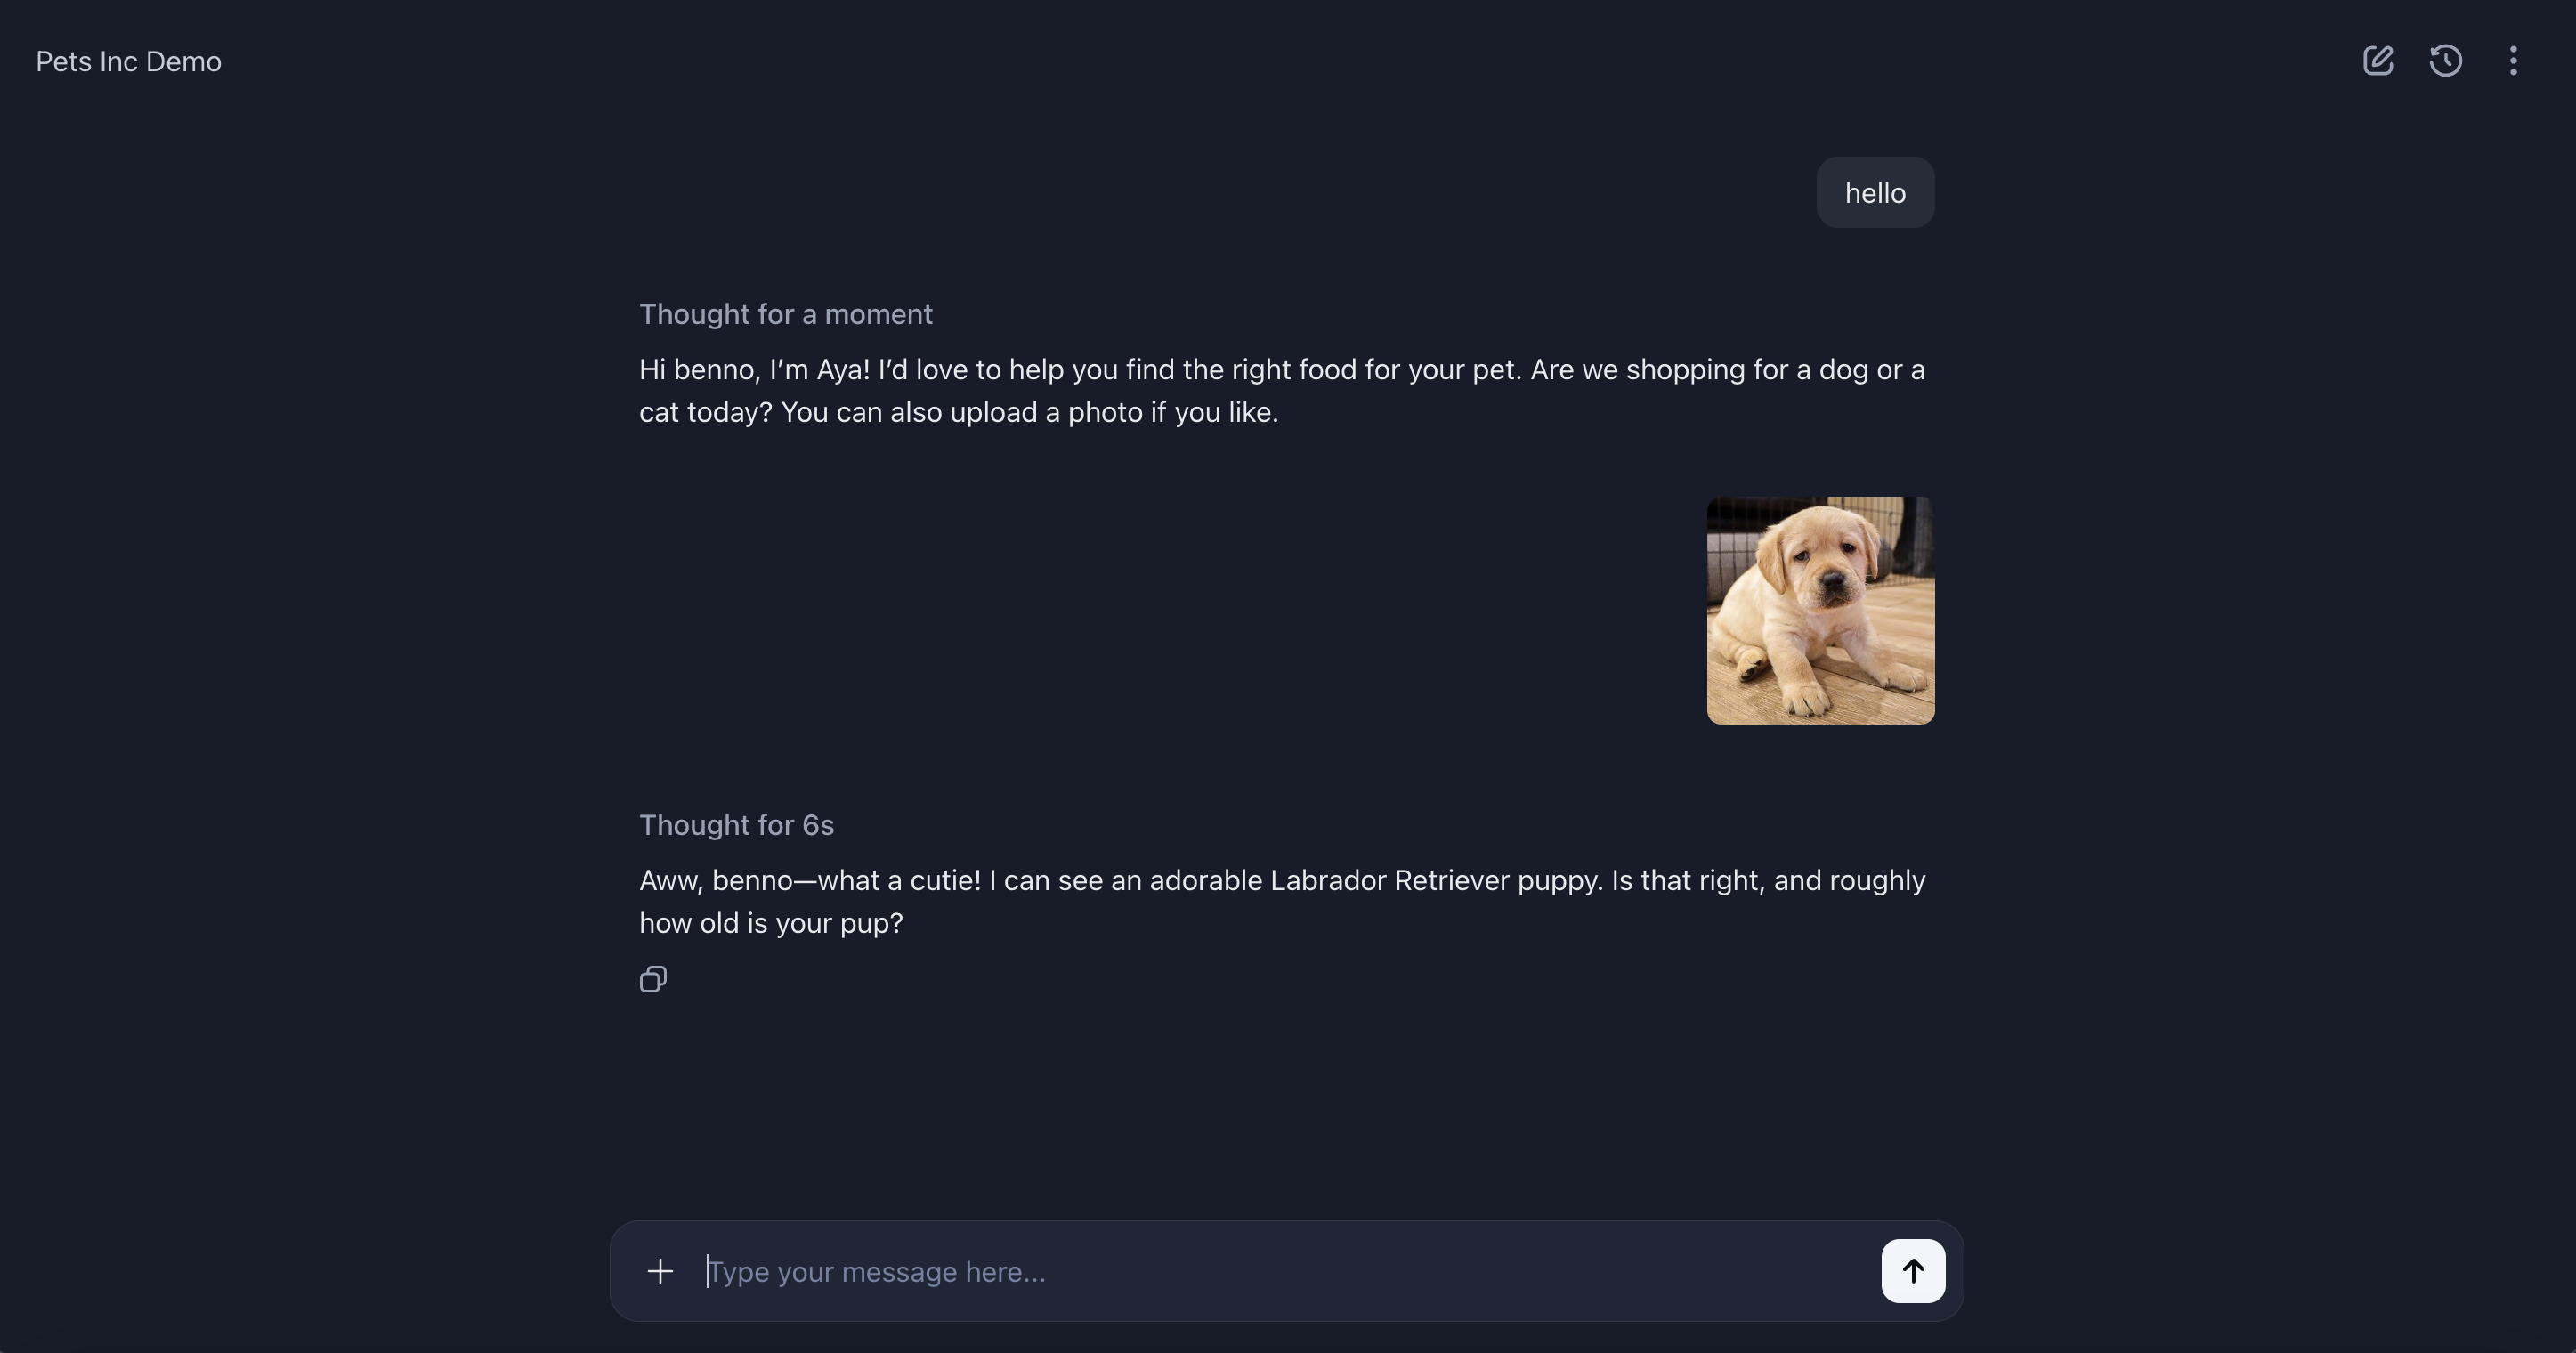 Pets Inc Demo
hello
Thought for a moment
Hi benno, I’m Aya! I’d love to help you find the right food for your pet. Are we shopping for a dog or a
cat today? You can also upload a photo if you like.
Thought for 6s
Aww, benno—what a cutie! I can see an adorable Labrador Retriever puppy. Is that right, and roughly
how old is your pup?
Type your message here...